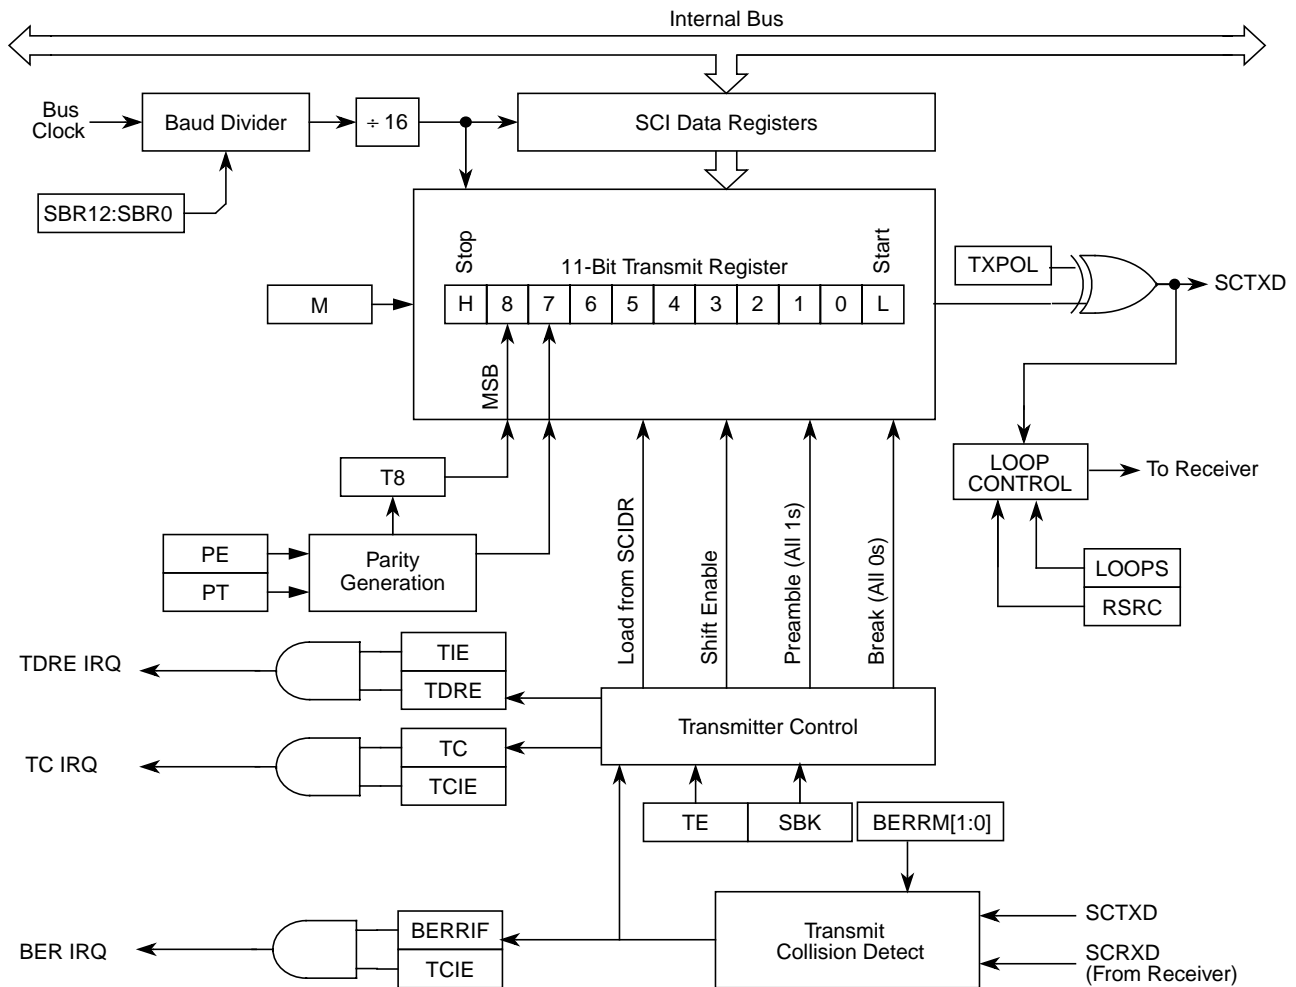 Internal Bus
Bus
Clock
Baud Divider
÷ 16
SCI Data Registers
SBR12:SBR0
Stop
11-Bit Transmit Register
Start
M
H 8 7 6 5 4 3 2 1 0 L
TXPOL
SCTXD
MSB
T8
LOOP
CONTROL
To Receiver
PE
PT
Parity
Generation
LOOPS
RSRC
Load from SCIDR
Shift Enable
Preamble (All 1s)
Break (All 0s)
TDRE IRQ
TIE
TDRE
Transmitter Control
TC IRQ
TC
TCIE
TE
SBK
BERRM[1:0]
BER IRQ
BERRIF
TCIE
Transmit
Collision Detect
SCTXD
SCRXD
(From Receiver)